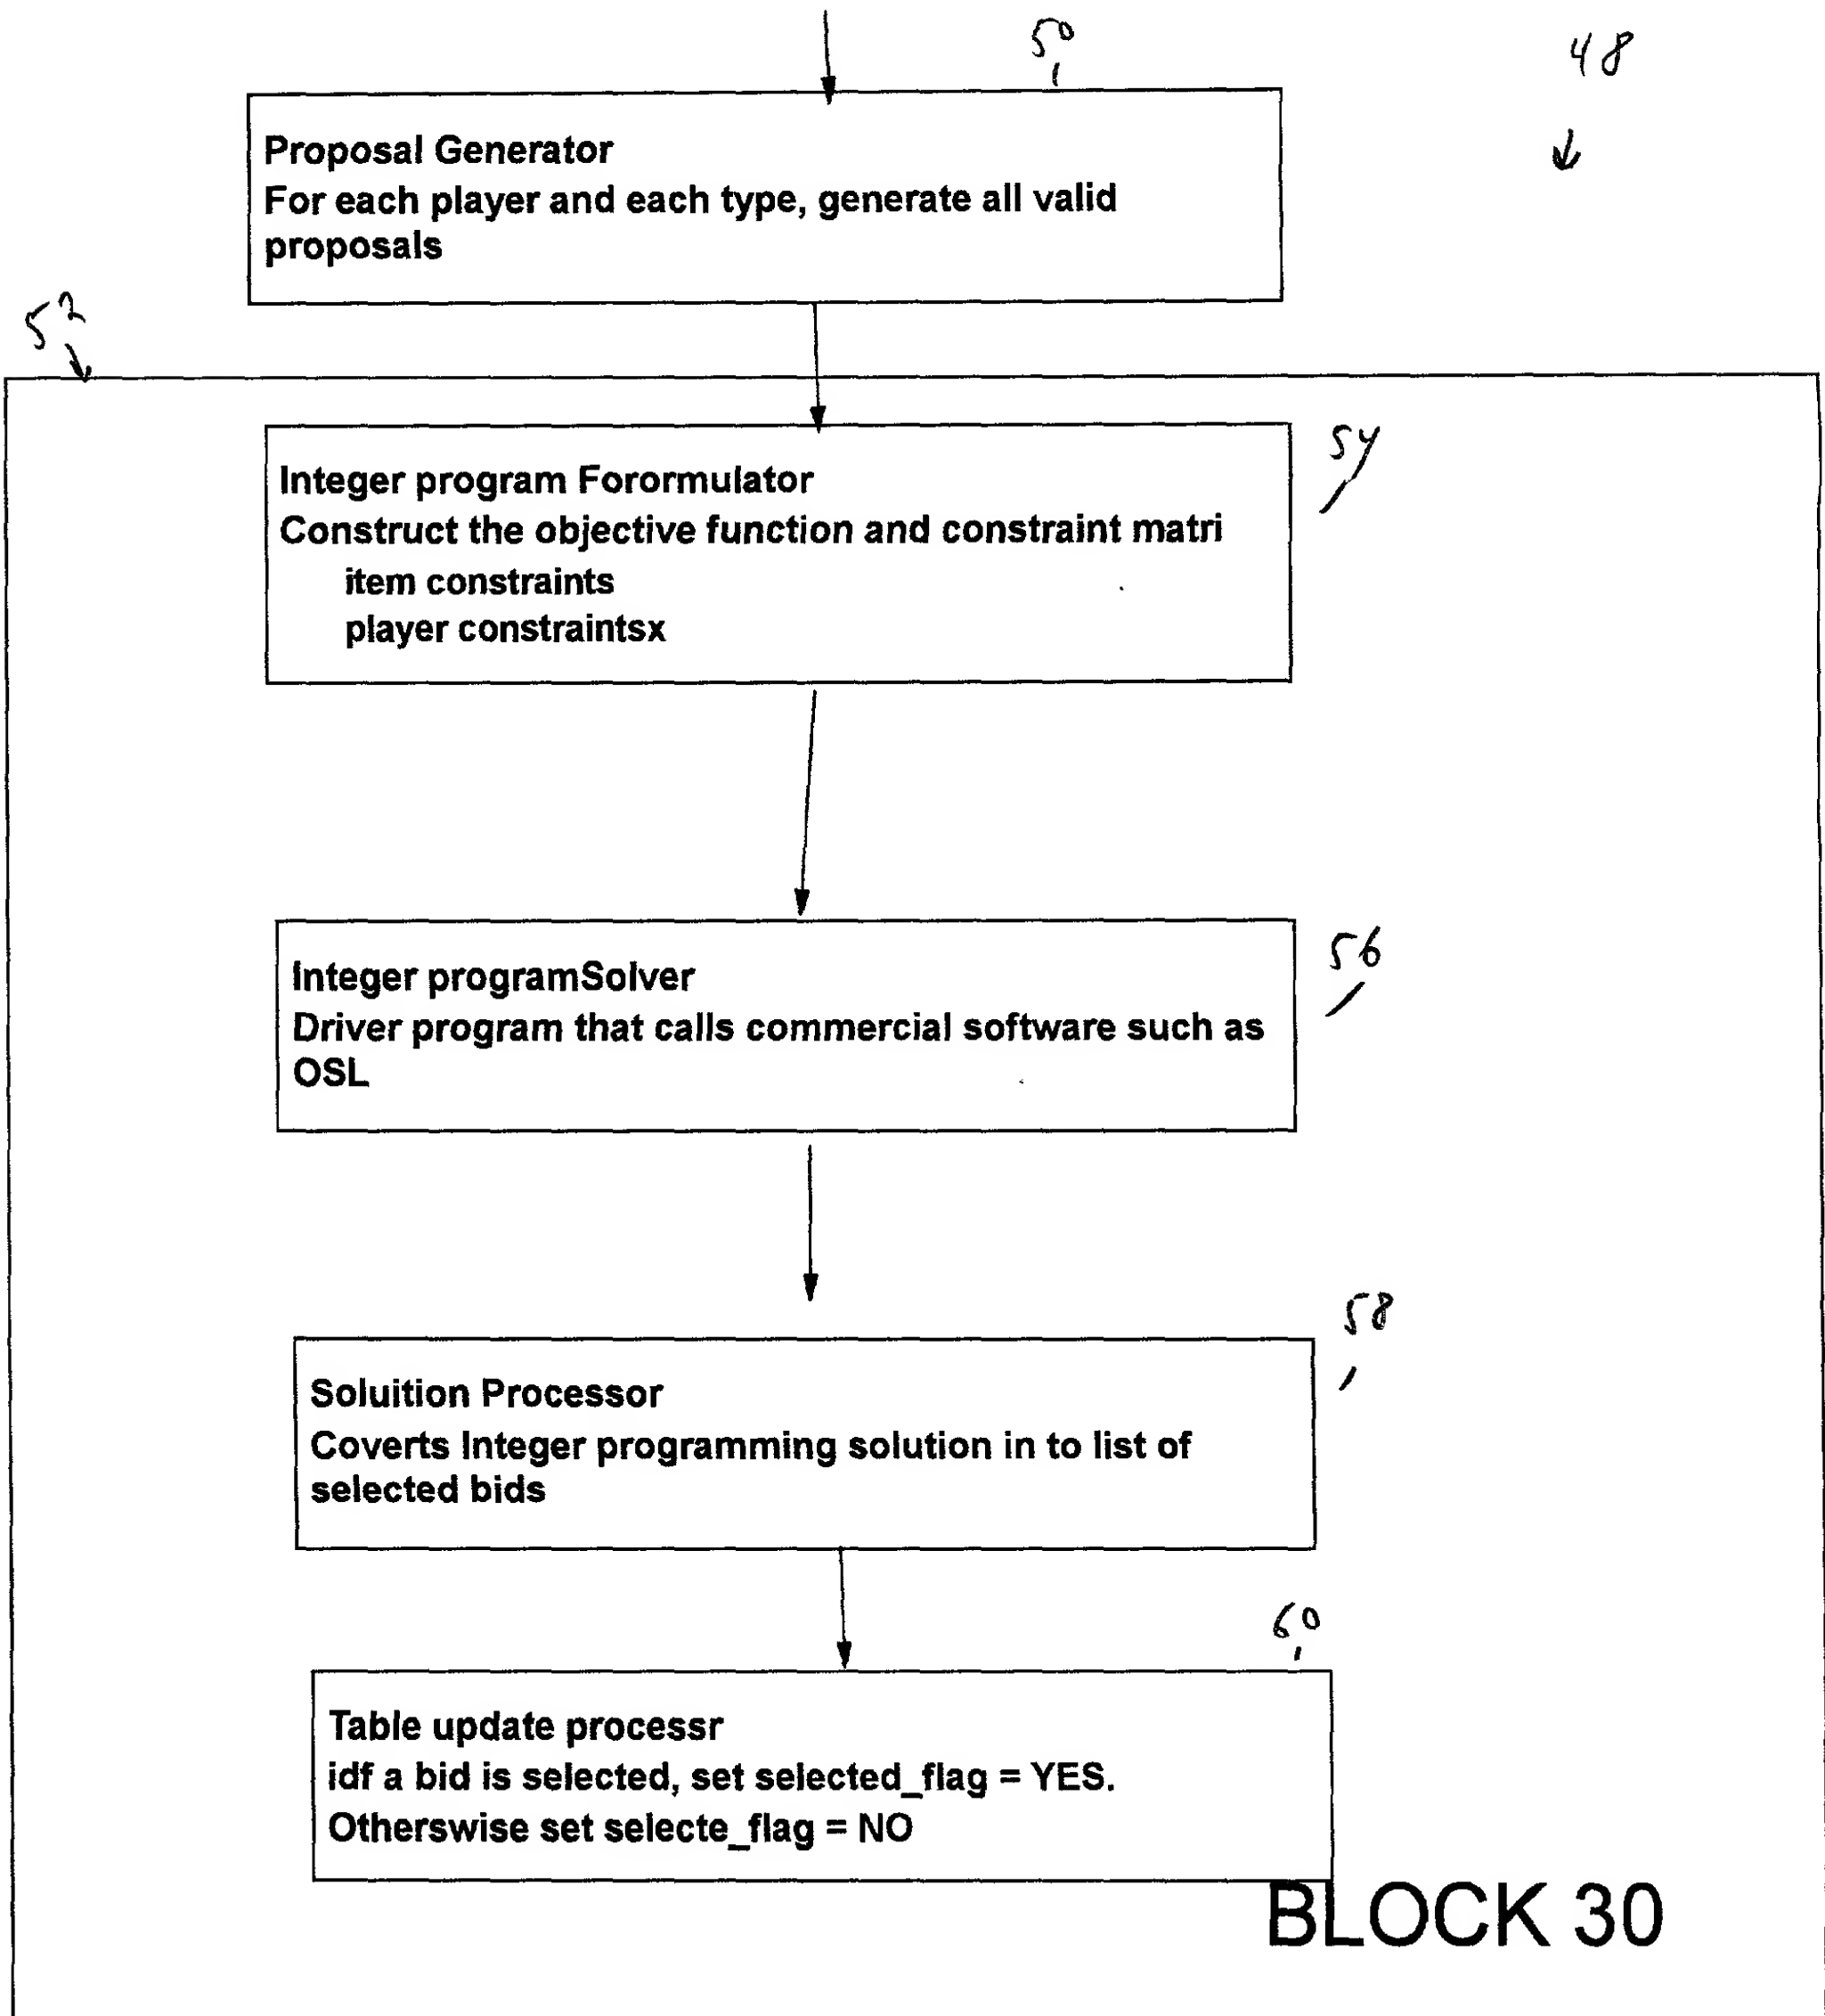 50
48
Proposal Generator
For each player and each type, generate all valid
proposals
52
Integer program Forormulator
Construct the objective function and constraint matri
item constraints
player constraintsx
54
Integer programSolver
Driver program that calls commercial software such as
OSL
56
Soluition Processor
Coverts Integer programming solution in to list of
selected bids
58
60
Table update processr
idf a bid is selected, set selected_flag = YES.
Otherswise set selecte_flag = NO
BLOCK 30